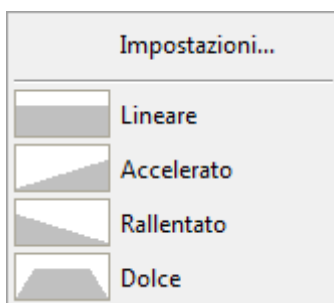 Impostazioni...
Lineare
Accelerato
Rallentato
Dolce